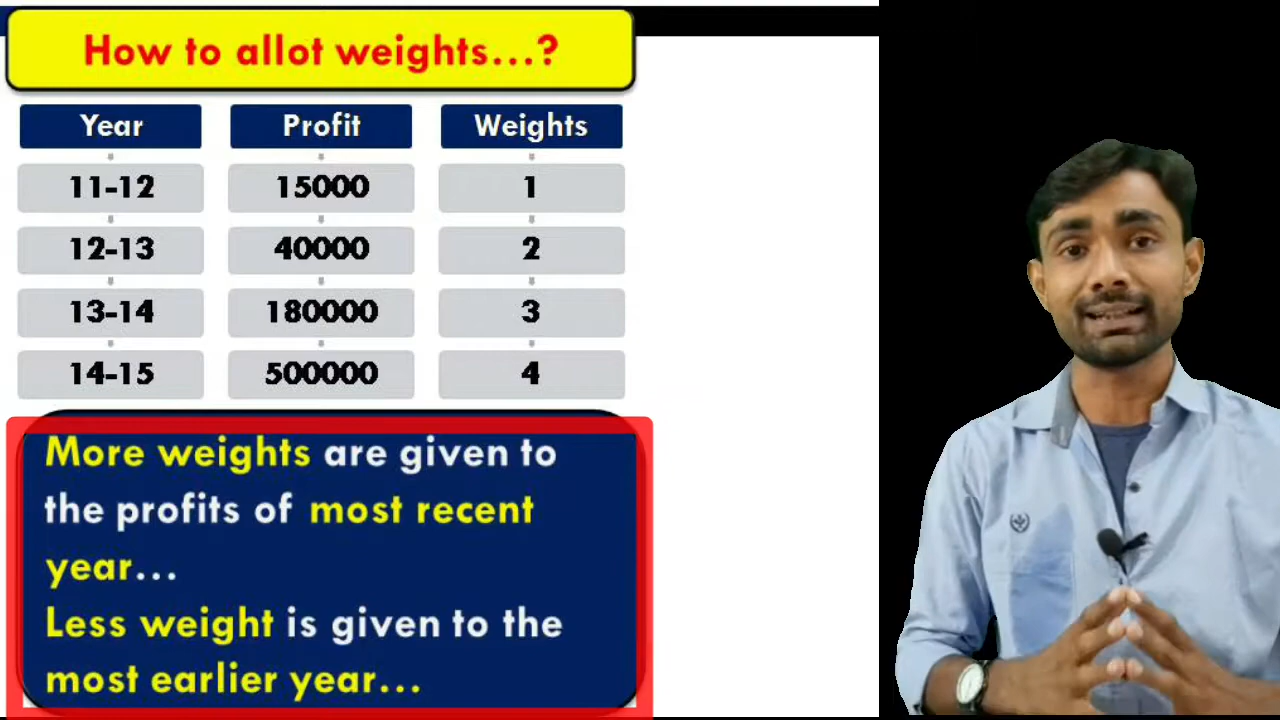 How to allot weights...?
Year Profit Weights
11-12 15000 1
12-13 40000 2
13-14 180000 3
14-15 500000 4
More weights are given to
the profits of most recent
year...
Less weight is given to the
most earlier year...